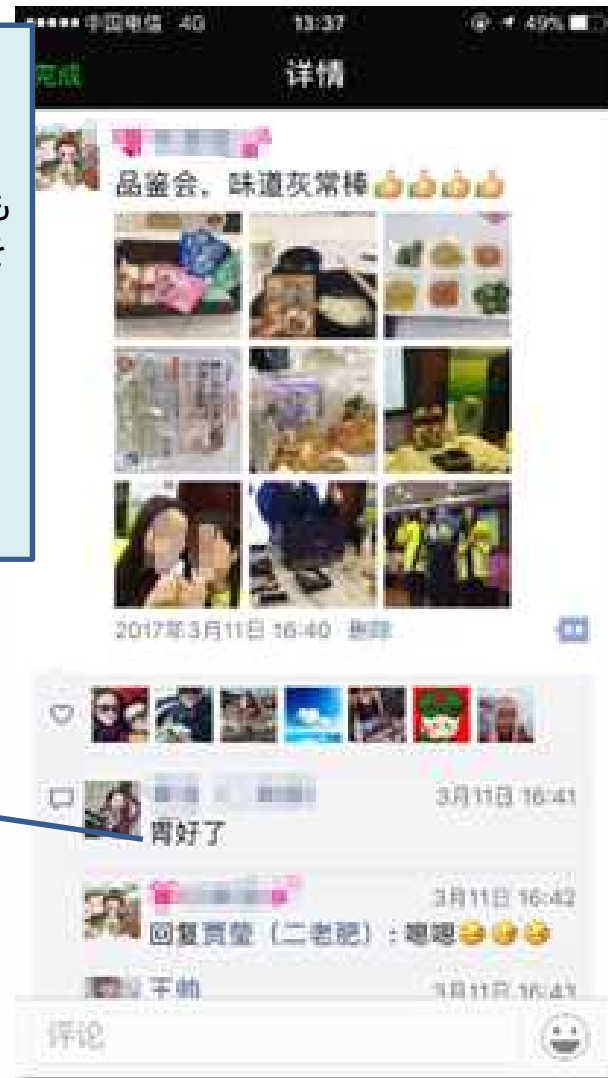 中国电信 4G 13:37 49%
完成 详情
も
品鉴会，味道灰常棒👍👍👍👍
2017年3月11日 16:40 删除
3月11日 16:41
胃好了
3月11日 16:42
回复贾莹（二老肥）：嗯嗯🤣🤣🤣
王帅 3月11日 16:43
评论